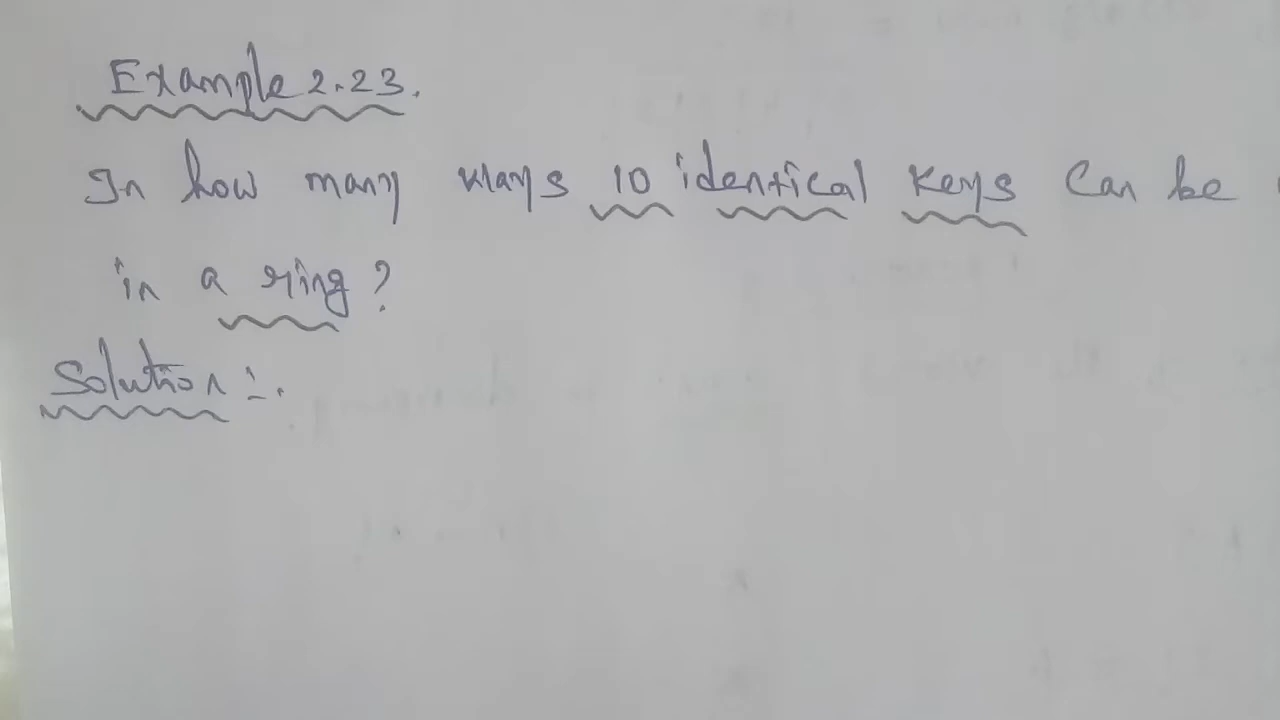 Example 2.23.
In how many ways 10 identical keys can be
in a ring?
Solution :-.